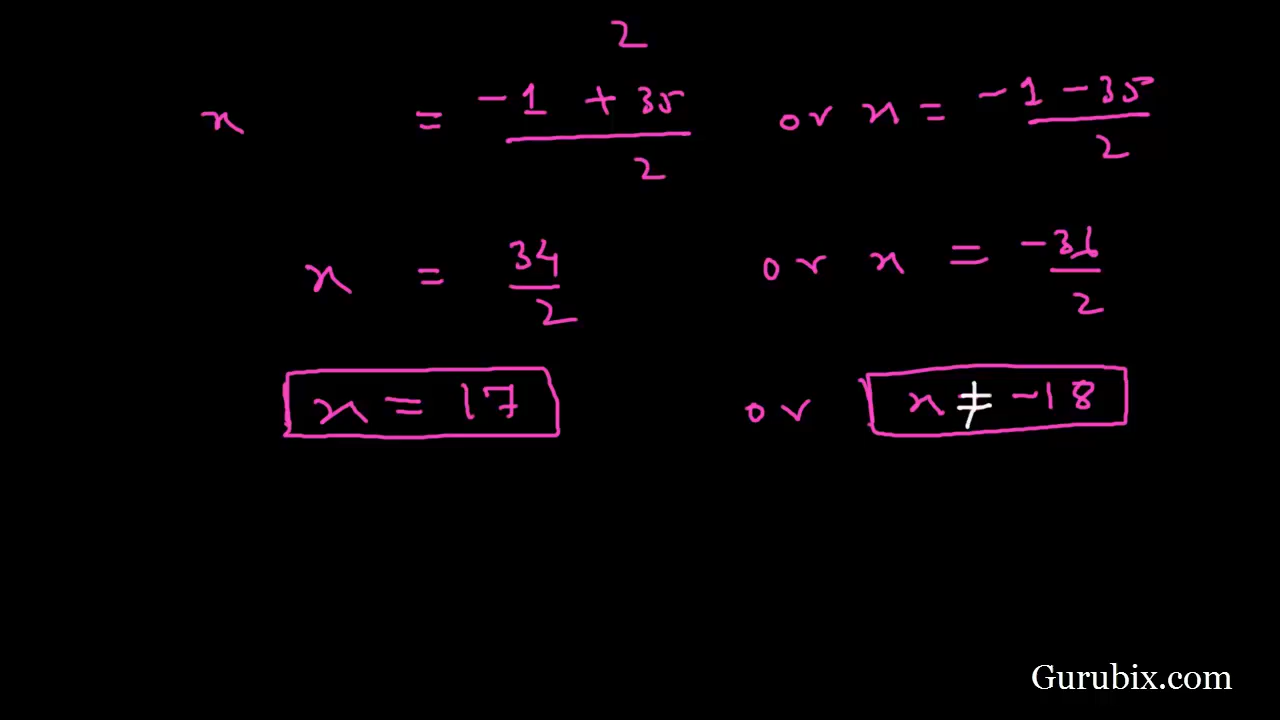 2
x = -1 + 35 / 2 or x = -1 - 35 / 2
x = 34 / 2 or x = -36 / 2
x = 17 or x ≠ -18
Gurubix.com